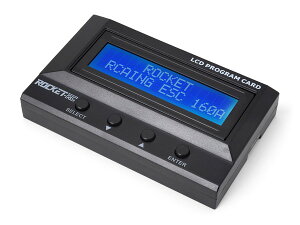 LCD PROGRAM CARD
ROCKET
RCAING ESC 160A
ROCKET
SELECT
▼
▲
ENTER